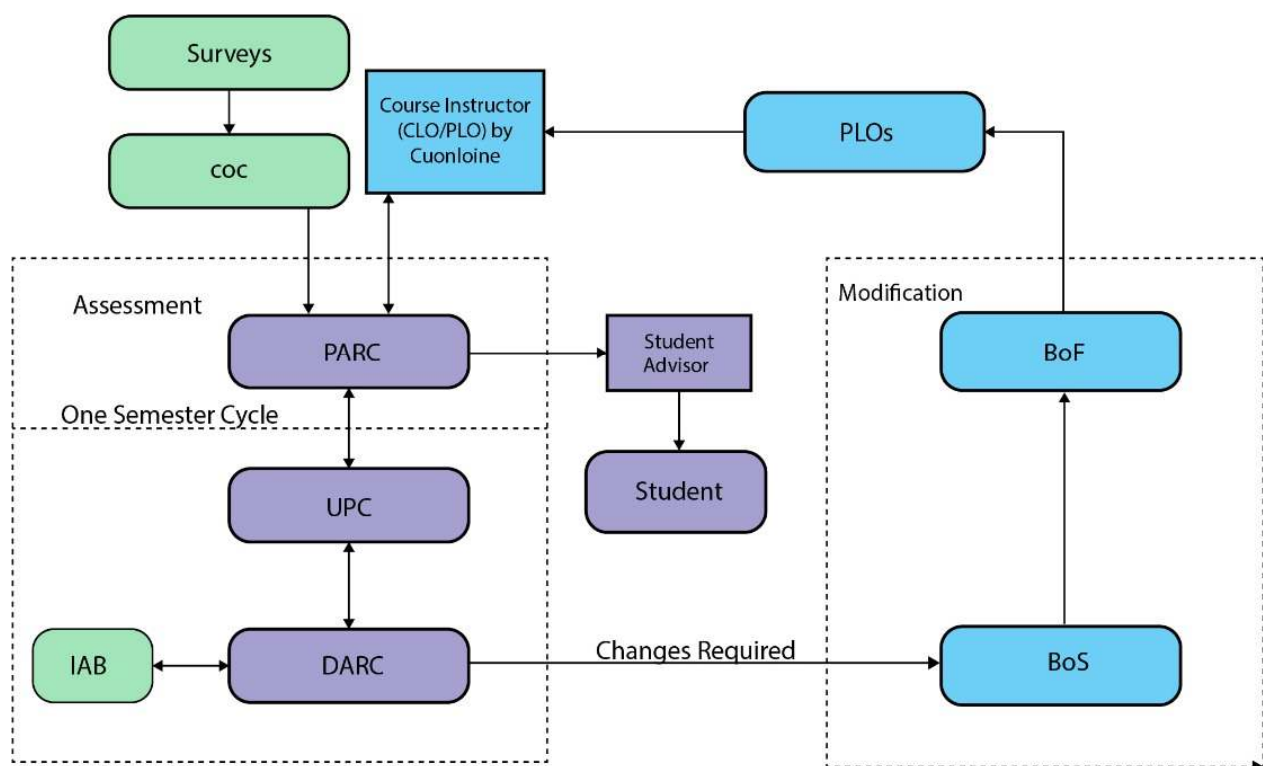 Surveys
coc
Course Instructor
(CLO/PLO) by
Cuonloine
PLOs
Assessment
PARC
Student
Advisor
Modification
BoF
One Semester Cycle
UPC
Student
IAB
DARC
Changes Required
BoS